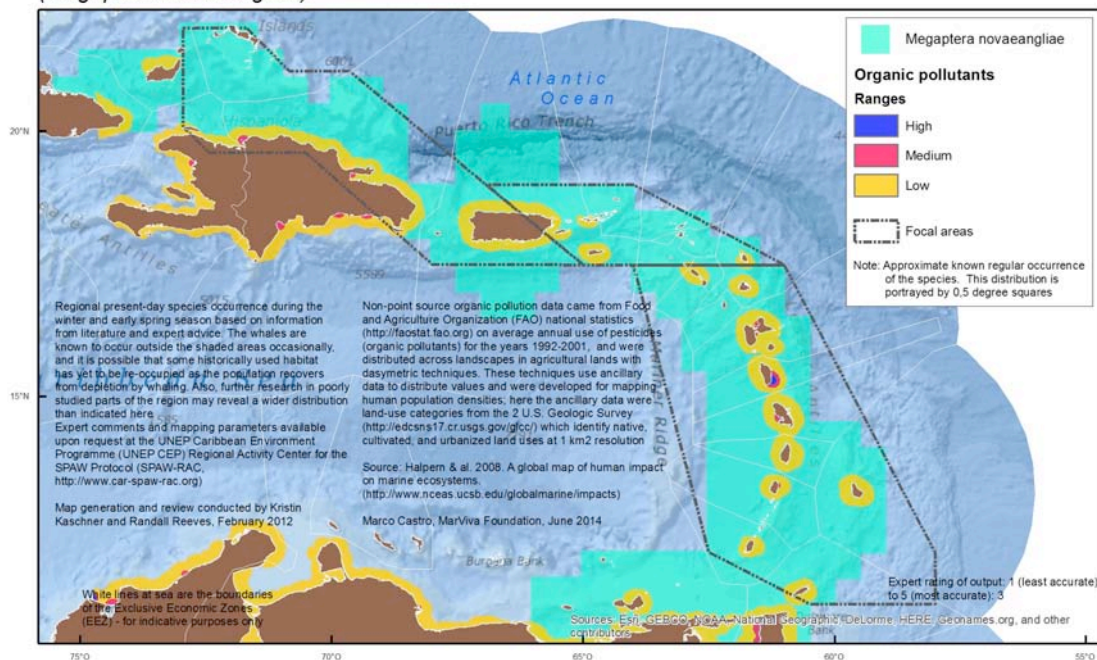 Islands
6001
Atlantic
Ocean
Hispaniola
Puerto Rico Trench
20°N
Antilles
5599
Megaptera novaeangliae
Organic pollutants
Ranges
High
Medium
Low
Focal areas
Note: Approximate known regular occurrence
of the species. This distribution is
portrayed by 0,5 degree squares
Regional present-day species occurrence during the
winter and early spring season based on information
from literature and expert advice. The whales are
known to occur outside the shaded areas occasionally,
and it is possible that some historically used habitat
has yet to be re-occupied as the population recovers
from depletion by whaling. Also, further research in poorly
studied parts of the region may reveal a wider distribution
than indicated here.
Expert comments and mapping parameters available
upon request at the UNEP Caribbean Environment
Programme (UNEP CEP) Regional Activity Center for the
SPAW Protocol (SPAW-RAC,
http://www.car-spaw-rac.org)
Map generation and review conducted by Kristin
Kaschner and Randall Reeves, February 2012
Non-point source organic pollution data came from Food
and Agriculture Organization (FAO) national statistics
(http://faostat.fao.org) on average annual use of pesticides
(organic pollutants) for the years 1992-2001, and were
distributed across landscapes in agricultural lands with
dasymetric techniques. These techniques use ancillary
data to distribute values and were developed for mapping
human population densities; here the ancillary data were
land-use categories from the 2 U.S. Geologic Survey
(http://edcsns17.cr.usgs.gov/glcc/) which identify native,
cultivated, and urbanized land uses at 1 km2 resolution
Source: Halpern & al. 2008. A global map of human impact
on marine ecosystems.
(http://www.nceas.ucsb.edu/globalmarine/impacts)
Marco Castro, MarViva Foundation, June 2014
15°N
Ridge
Antilles
Burgana Bank
White lines at sea are the boundaries
of the Exclusive Economic Zones
(EEZ) - for indicative purposes only
Expert rating of output: 1 (least accurate)
to 5 (most accurate): 3
Sources: Esri, GEBCO, NOAA, National Geographic, DeLorme, HERE, Geonames.org, and other
contributors
Bank
75°O
70°O
65°O
60°O
55°O